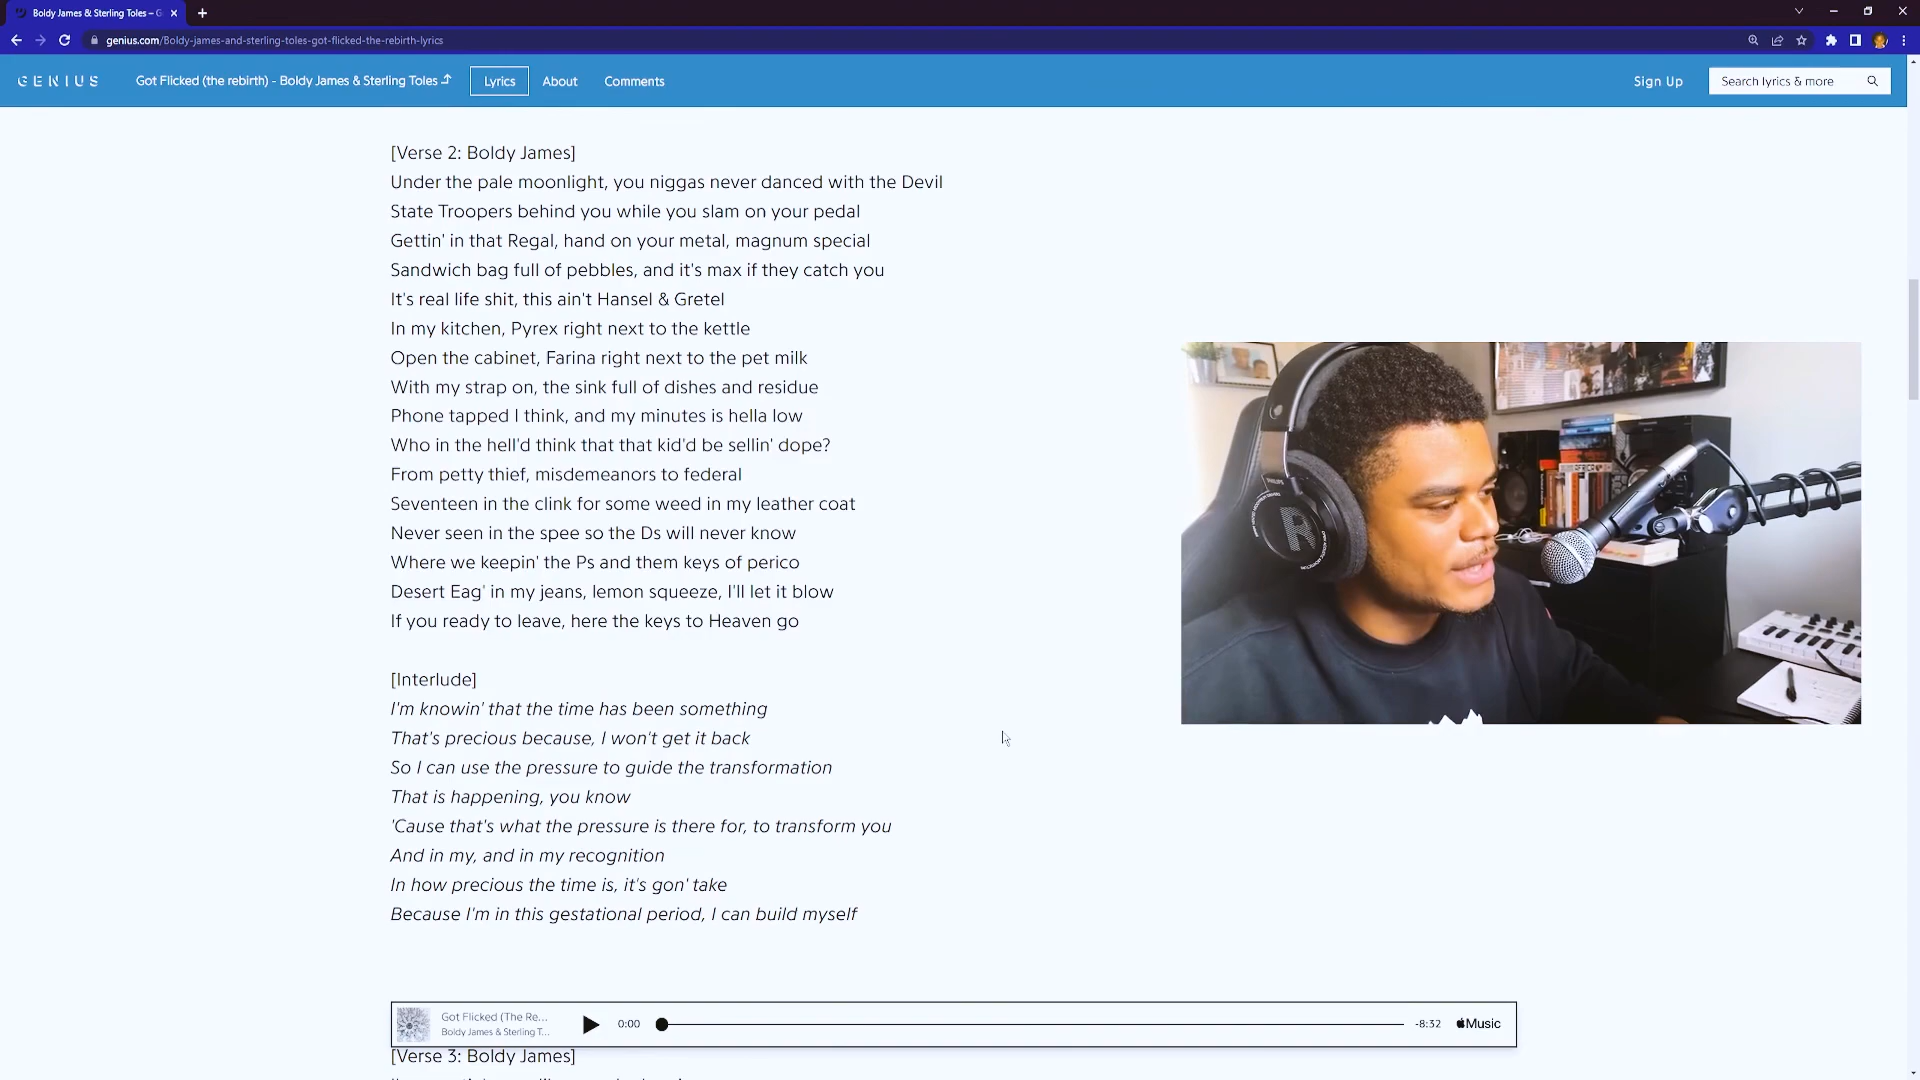 Boldy James & Sterling Toles – G
genius.com/Boldy-james-and-sterling-toles-got-flicked-the-rebirth-lyrics
GENIUS
Got Flicked (the rebirth) - Boldy James & Sterling Toles
Lyrics
About
Comments
Sign Up
Search lyrics & more
[Verse 2: Boldy James]
Under the pale moonlight, you niggas never danced with the Devil
State Troopers behind you while you slam on your pedal
Gettin' in that Regal, hand on your metal, magnum special
Sandwich bag full of pebbles, and it's max if they catch you
It's real life shit, this ain't Hansel & Gretel
In my kitchen, Pyrex right next to the kettle
Open the cabinet, Farina right next to the pet milk
With my strap on, the sink full of dishes and residue
Phone tapped I think, and my minutes is hella low
Who in the hell'd think that that kid'd be sellin' dope?
From petty thief, misdemeanors to federal
Seventeen in the clink for some weed in my leather coat
Never seen in the spee so the Ds will never know
Where we keepin' the Ps and them keys of perico
Desert Eag' in my jeans, lemon squeeze, I'll let it blow
If you ready to leave, here the keys to Heaven go
[Interlude]
I'm knowin' that the time has been something
That's precious because, I won't get it back
So I can use the pressure to guide the transformation
That is happening, you know
'Cause that's what the pressure is there for, to transform you
And in my, and in my recognition
In how precious the time is, it's gon' take
Because I'm in this gestational period, I can build myself
Got Flicked (The Re...
Boldy James & Sterling T...
0:00
-8:32
Music
[Verse 3: Boldy James]
PHILIPS
R
AFRICA